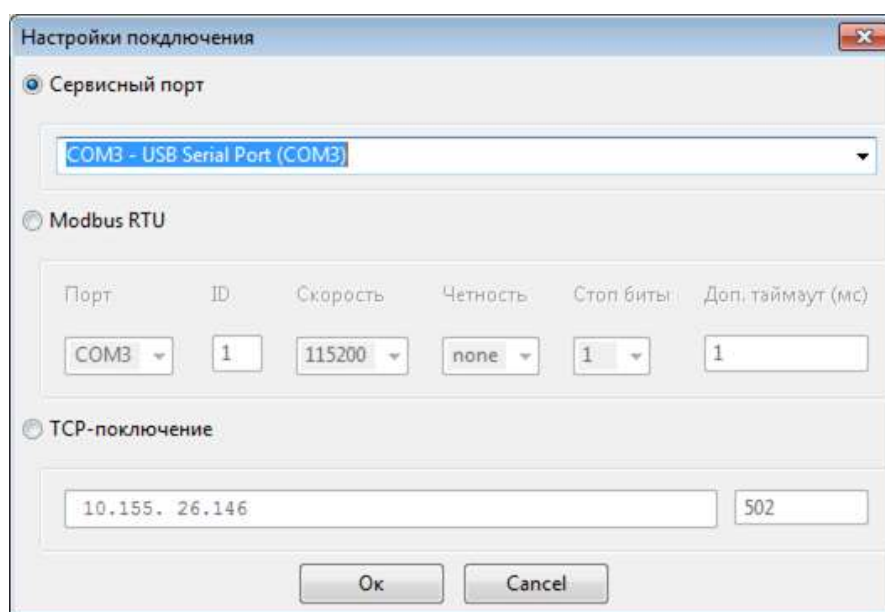 Настройки покдлючения
Сервисный порт
COM3 - USB Serial Port (COM3)
Modbus RTU
Порт ID Скорость Четность Стоп биты Доп. таймаут (мс)
COM3 1 115200 none 1 1
TCP-поключение
10.155. 26.146 502
Ок Cancel